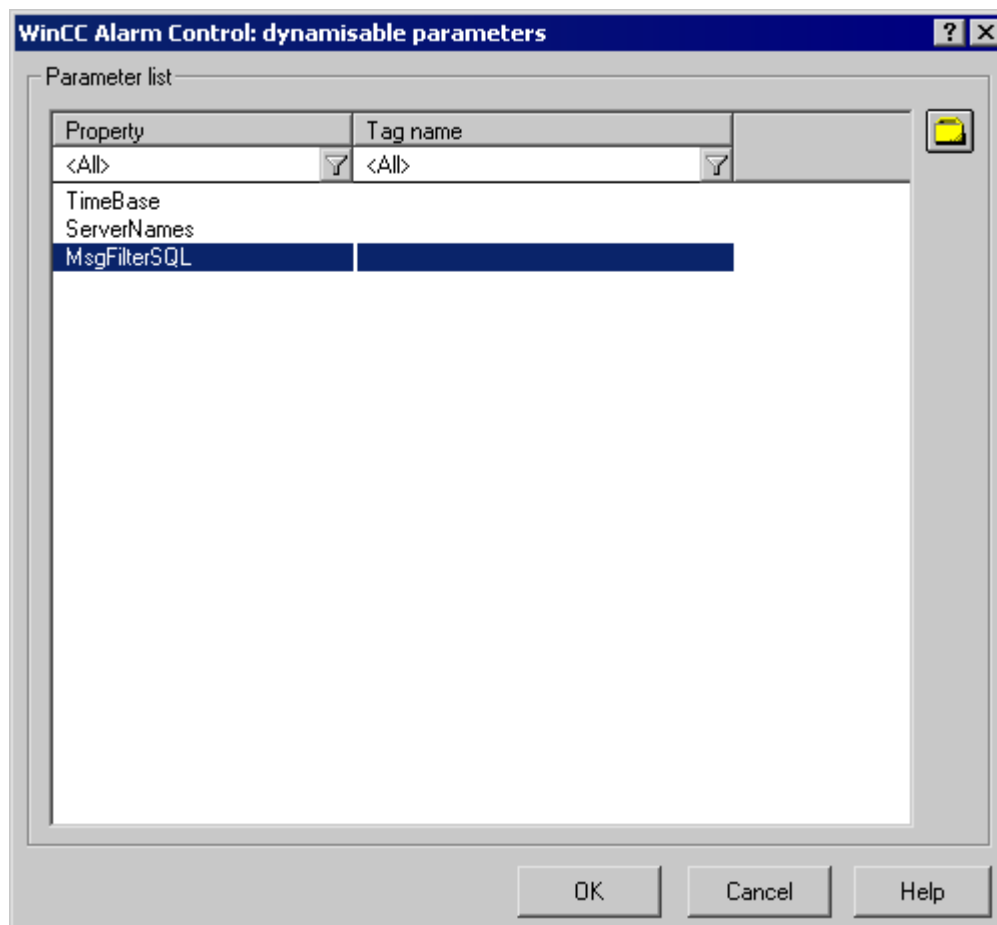 WinCC Alarm Control: dynamisable parameters
Parameter list
Property Tag name
<All> <All>
TimeBase
ServerNames
MsgFilterSQL
OK Cancel Help